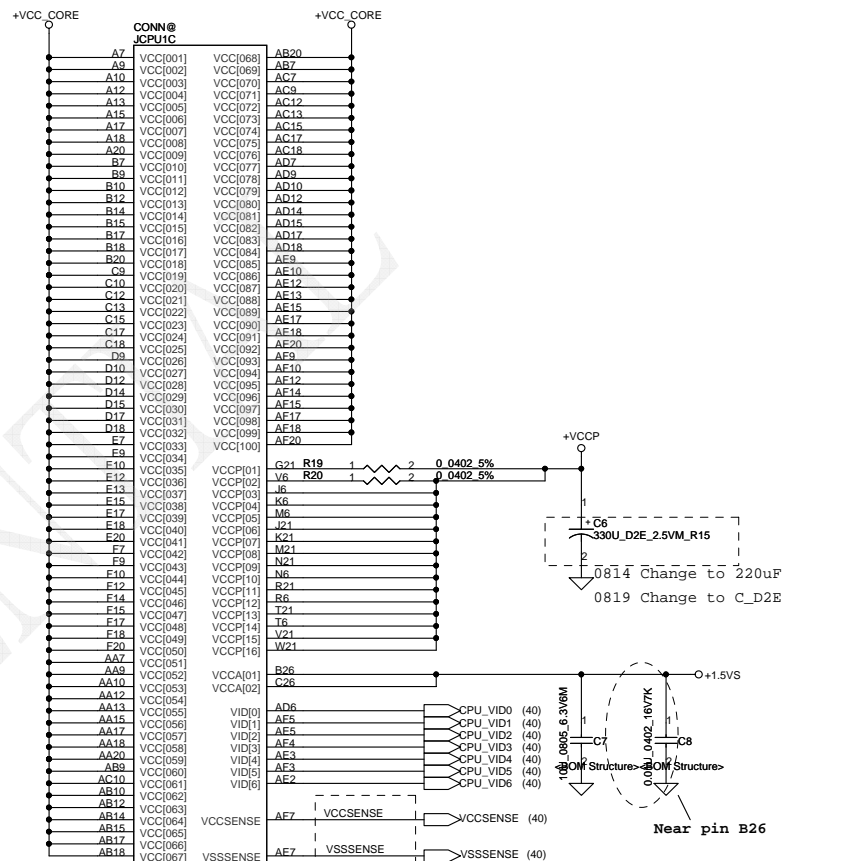 +VCC_CORE +VCC_CORE
CONN@
JCPU1C
A7 VCC[001] VCC[068] AB20
A9 VCC[002] VCC[069] AB7
A10 VCC[003] VCC[070] AC7
A12 VCC[004] VCC[071] AC9
A13 VCC[005] VCC[072] AC12
A15 VCC[006] VCC[073] AC13
A17 VCC[007] VCC[074] AC15
A18 VCC[008] VCC[075] AC17
A20 VCC[009] VCC[076] AC18
B7 VCC[010] VCC[077] AD7
B9 VCC[011] VCC[078] AD9
B10 VCC[012] VCC[079] AD10
B12 VCC[013] VCC[080] AD12
B14 VCC[014] VCC[081] AD14
B15 VCC[015] VCC[082] AD15
B17 VCC[016] VCC[083] AD17
B18 VCC[017] VCC[084] AD18
B20 VCC[018] VCC[085] AE9
C9 VCC[019] VCC[086] AE10
C10 VCC[020] VCC[087] AE12
C12 VCC[021] VCC[088] AE13
C13 VCC[022] VCC[089] AE15
C15 VCC[023] VCC[090] AE17
C17 VCC[024] VCC[091] AE18
C18 VCC[025] VCC[092] AE20
D9 VCC[026] VCC[093] AF9
D10 VCC[027] VCC[094] AF10
D12 VCC[028] VCC[095] AF12
D14 VCC[029] VCC[096] AF14
D15 VCC[030] VCC[097] AF15
D17 VCC[031] VCC[098] AF17
D18 VCC[032] VCC[099] AF18
E7 VCC[033] VCC[100] AF20
E9 VCC[034]
+VCCP
E10 VCC[035] VCCP[01] G21 R19 1 2 0_0402_5%
E12 VCC[036] VCCP[02] V6 R20 1 2 0_0402_5%
E13 VCC[037] VCCP[03] J6
E15 VCC[038] VCCP[04] K6
E17 VCC[039] VCCP[05] M6
E18 VCC[040] VCCP[06] J21
E20 VCC[041] VCCP[07] K21
F7 VCC[042] VCCP[08] M21
F9 VCC[043] VCCP[09] N21
F10 VCC[044] VCCP[10] N6
F12 VCC[045] VCCP[11] R21
F14 VCC[046] VCCP[12] R6
F15 VCC[047] VCCP[13] T21
F17 VCC[048] VCCP[14] T6
F18 VCC[049] VCCP[15] V21
F20 VCC[050] VCCP[16] W21
1
+ C6
330U_D2E_2.5VM_R15
2
0814 Change to 220uF
0819 Change to C_D2E
AA7 VCC[051]
AA9 VCC[052] VCCA[01] B26 +1.5VS
AA10 VCC[053] VCCA[02] C26
AA12 VCC[054]
AA13 VCC[055] VID[0] AD6 CPU_VID0 (40)
AA15 VCC[056] VID[1] AF5 CPU_VID1 (40)
AA17 VCC[057] VID[2] AE5 CPU_VID2 (40)
AA18 VCC[058] VID[3] AF4 CPU_VID3 (40)
AA20 VCC[059] VID[4] AE3 CPU_VID4 (40)
AB9 VCC[060] VID[5] AF3 CPU_VID5 (40)
AC10 VCC[061] VID[6] AE2 CPU_VID6 (40)
AB10 VCC[062]
AB12 VCC[063]
AB14 VCC[064] VCCSENSE AF7 VCCSENSE VCCSENSE (40)
AB15 VCC[065]
AB17 VCC[066]
AB18 VCC[067] VSSSENSE AE7 VSSSENSE VSSSENSE (40)
1 1
C7 C8
2 2
<BOM Structure> <BOM Structure>
Near pin B26